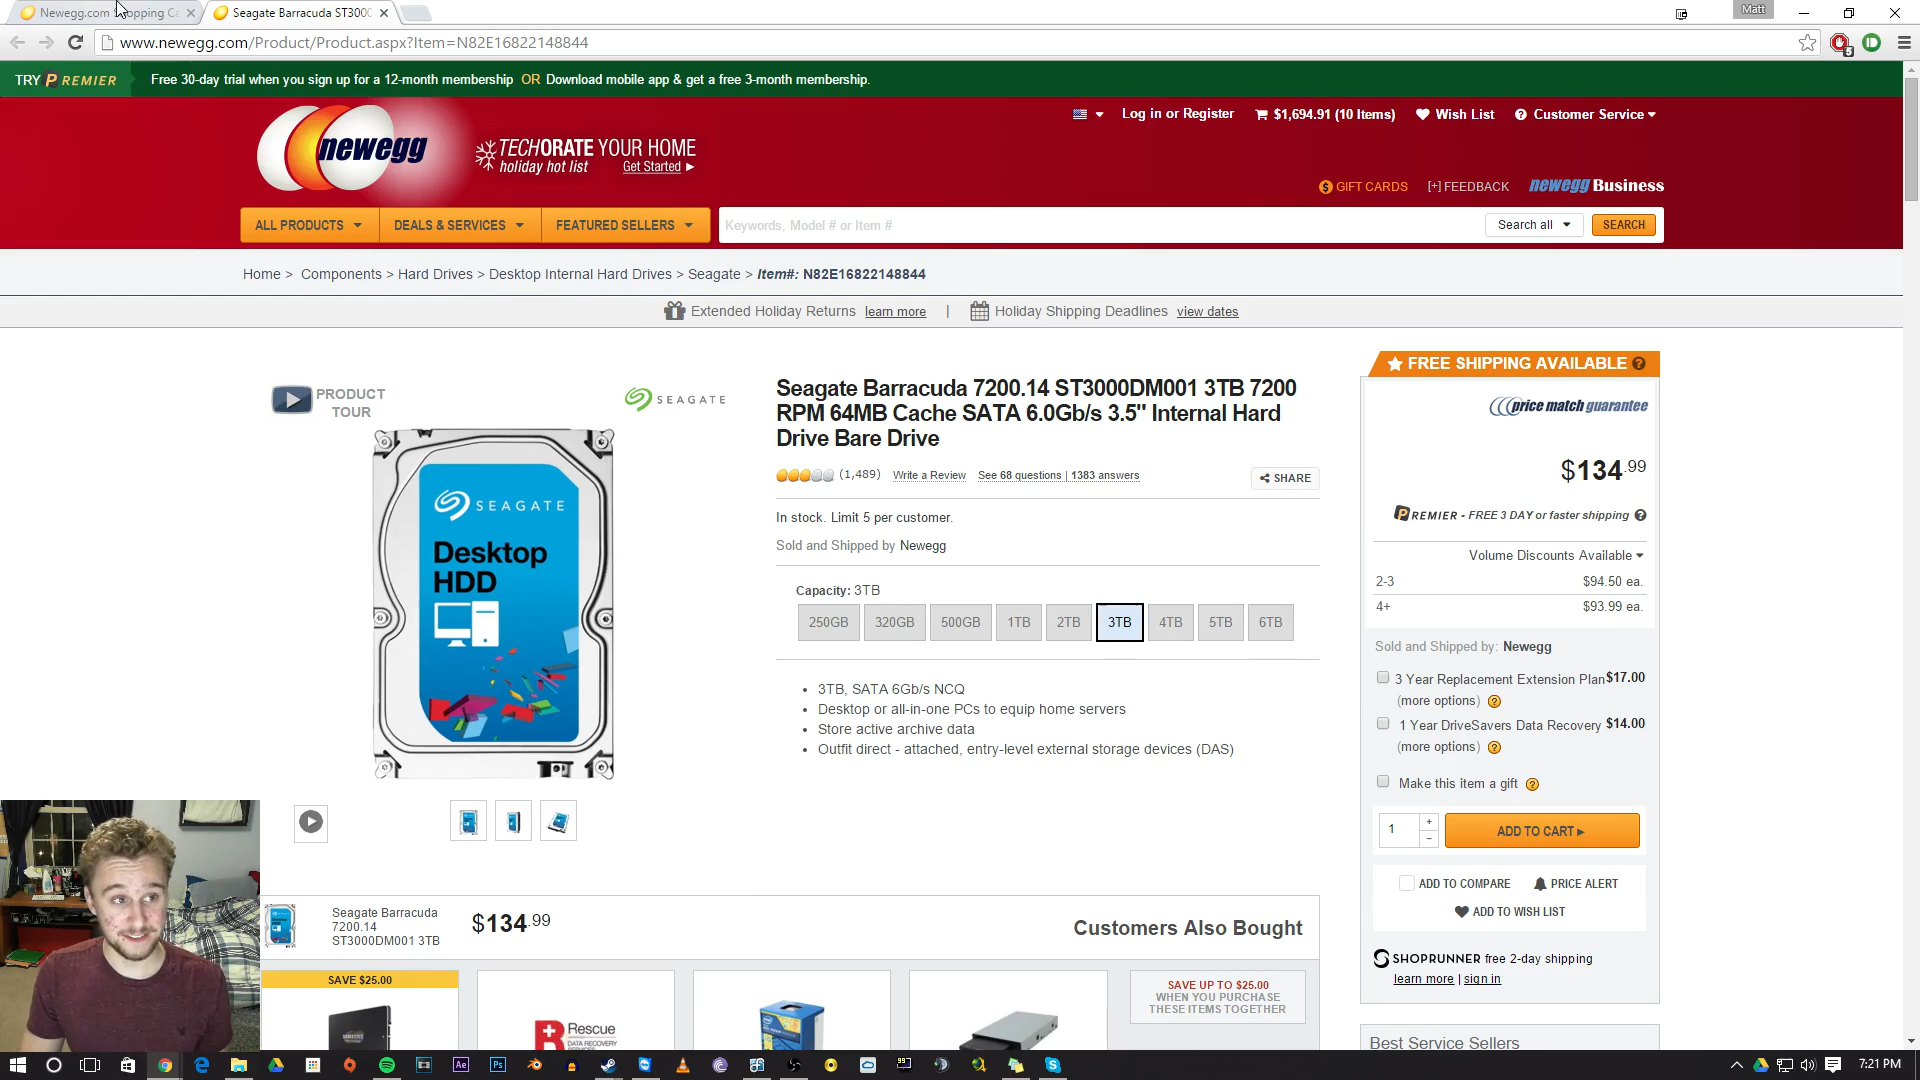 Newegg.com Shopping Ca
Seagate Barracuda ST3000
Matt
www.newegg.com/Product/Product.aspx?Item=N82E16822148844
TRY PREMIER
Free 30-day trial when you sign up for a 12-month membership OR Download mobile app & get a free 3-month membership.
newegg
TECHORATE YOUR HOME
holiday hot list Get Started
Log in or Register
$1,694.91 (10 Items)
Wish List
Customer Service
GIFT CARDS
[+] FEEDBACK
newegg Business
ALL PRODUCTS
DEALS & SERVICES
FEATURED SELLERS
Keywords, Model # or Item #
Search all
SEARCH
Home > Components > Hard Drives > Desktop Internal Hard Drives > Seagate > Item#: N82E16822148844
Extended Holiday Returns learn more | Holiday Shipping Deadlines view dates
PRODUCT
TOUR
SEAGATE
SEAGATE
Desktop
HDD
Seagate Barracuda 7200.14 ST3000DM001 3TB 7200
RPM 64MB Cache SATA 6.0Gb/s 3.5" Internal Hard
Drive Bare Drive
(1,489) Write a Review See 68 questions | 1383 answers
SHARE
In stock. Limit 5 per customer.
Sold and Shipped by Newegg
Capacity: 3TB
250GB 320GB 500GB 1TB 2TB 3TB 4TB 5TB 6TB
3TB, SATA 6Gb/s NCQ
Desktop or all-in-one PCs to equip home servers
Store active archive data
Outfit direct - attached, entry-level external storage devices (DAS)
FREE SHIPPING AVAILABLE ?
price match guarantee
$134.99
PREMIER - FREE 3 DAY or faster shipping ?
Volume Discounts Available
2-3 $94.50 ea.
4+ $93.99 ea.
Sold and Shipped by: Newegg
3 Year Replacement Extension Plan $17.00
(more options) ?
1 Year DriveSavers Data Recovery $14.00
(more options) ?
Make this item a gift ?
1 + -
ADD TO CART
ADD TO COMPARE
PRICE ALERT
ADD TO WISH LIST
SHOPRUNNER free 2-day shipping
learn more | sign in
Best Service Sellers
Seagate Barracuda
7200.14
ST3000DM001 3TB
$134.99
Customers Also Bought
SAVE $25.00
Rescue
DATA RECOVERY
SAVE UP TO $25.00
WHEN YOU PURCHASE
THESE ITEMS TOGETHER
Ae
Ps
7:21 PM